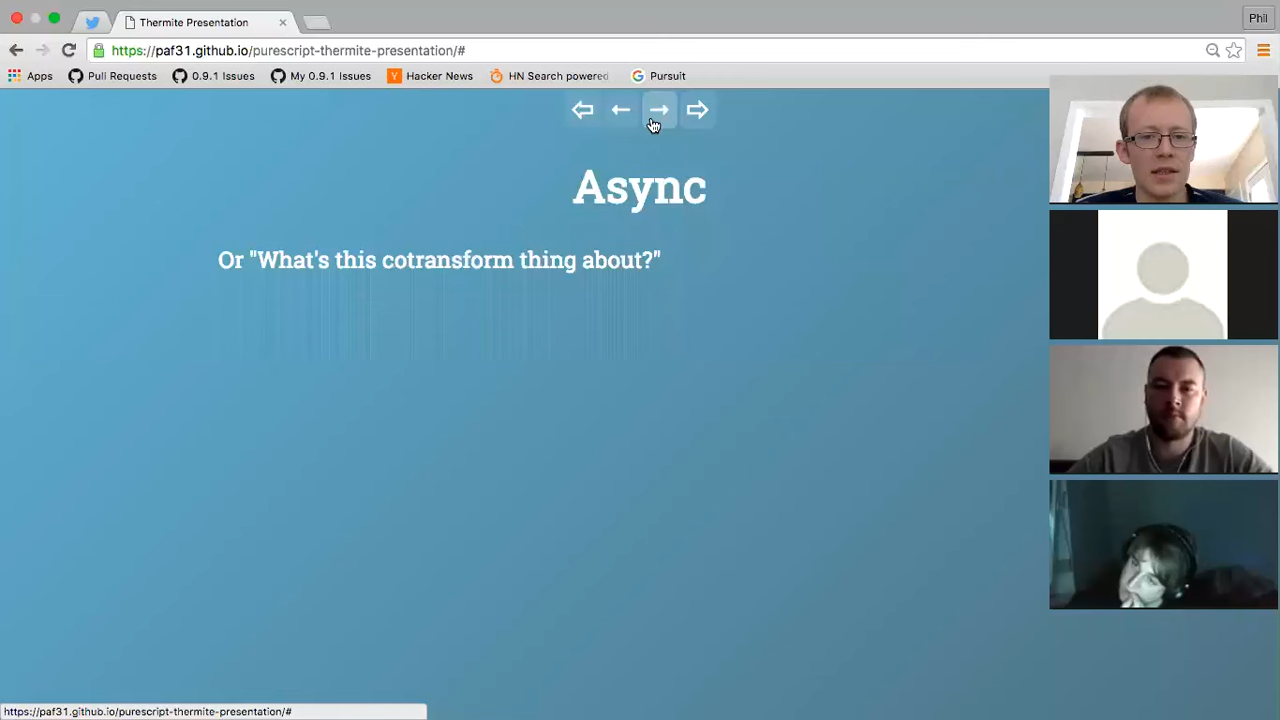 Thermite Presentation
Phil
https://paf31.github.io/purescript-thermite-presentation/#
Apps
Pull Requests
0.9.1 Issues
My 0.9.1 Issues
Hacker News
HN Search powered
Pursuit
Async
Or "What's this cotransform thing about?"
https://paf31.github.io/purescript-thermite-presentation/#